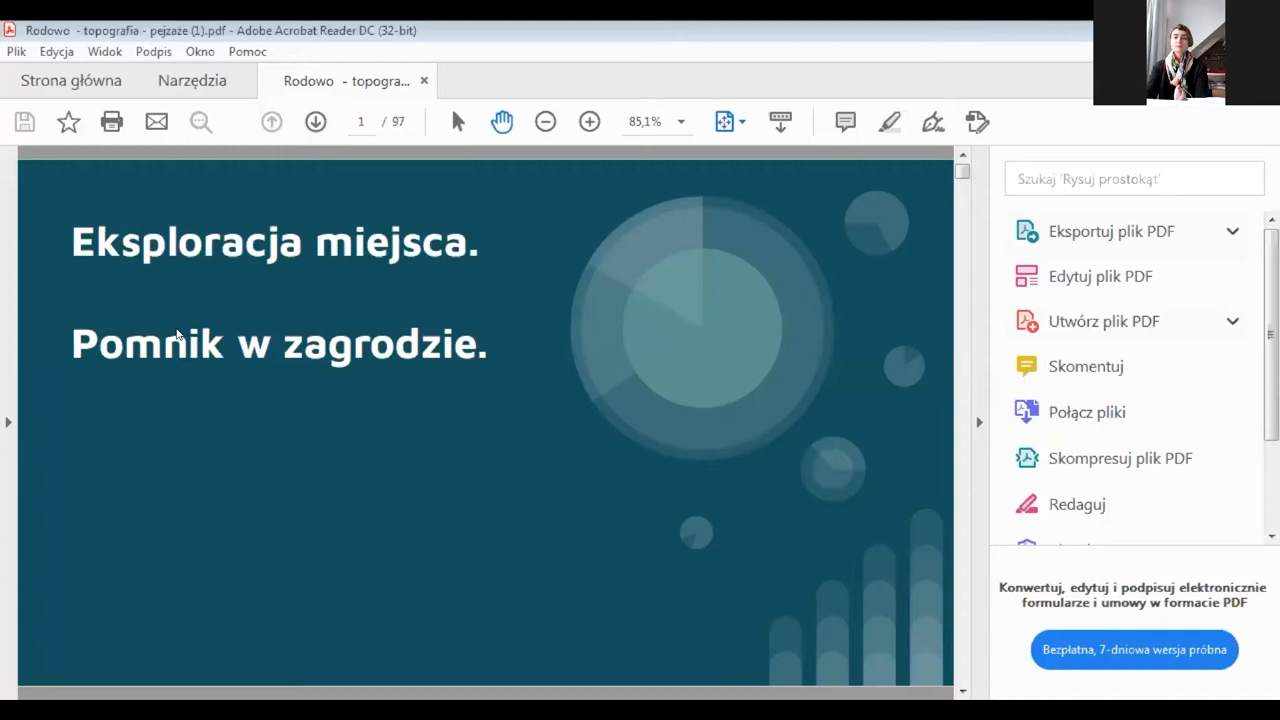 Rodowo - topografia - pejzaże (1).pdf - Adobe Acrobat Reader DC (32-bit)
Plik Edycja Widok Podpis Okno Pomoc
Strona główna Narzędzia Rodowo - topogra... ×
1 / 97 85,1%
Eksploracja miejsca.
Pomnik w zagrodzie.
Szukaj 'Rysuj prostokąt'
Eksportuj plik PDF
Edytuj plik PDF
Utwórz plik PDF
Skomentuj
Połącz pliki
Skompresuj plik PDF
Redaguj
Konwertuj, edytuj i podpisuj elektronicznie
formularze i umowy w formacie PDF
Bezpłatna, 7-dniowa wersja próbna